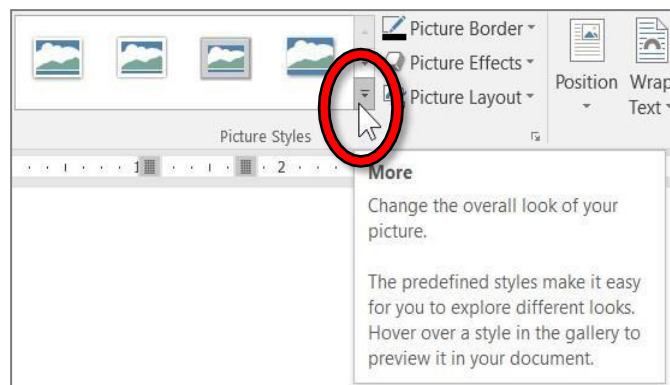 Picture Border
Picture Effects
Picture Layout
Position
Wrap
Text
Picture Styles
1
2
More
Change the overall look of your
picture.
The predefined styles make it easy
for you to explore different looks.
Hover over a style in the gallery to
preview it in your document.